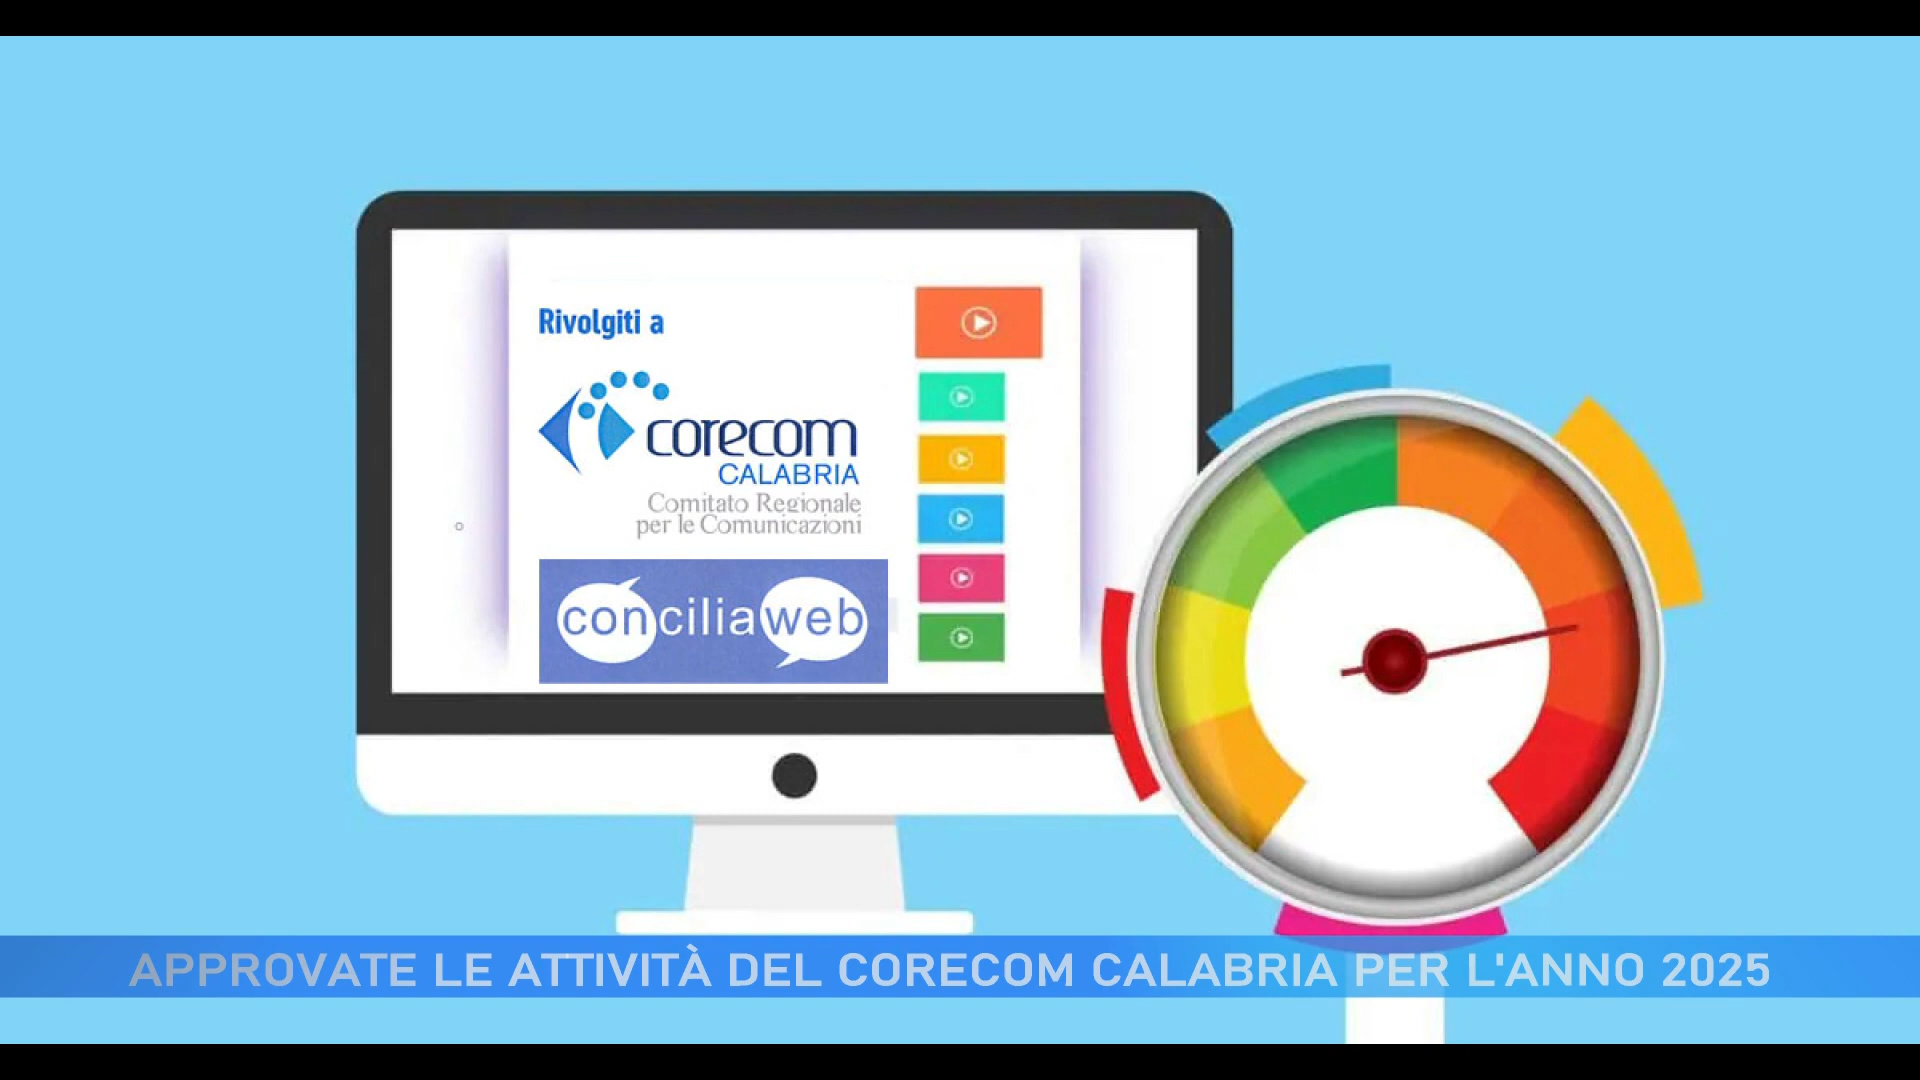 Rivolgiti a
corecom
CALABRIA
Comitato Regionale
per le Comunicazioni
conciliaweb
APPROVATE LE ATTIVITÀ DEL CORECOM CALABRIA PER L'ANNO 2025